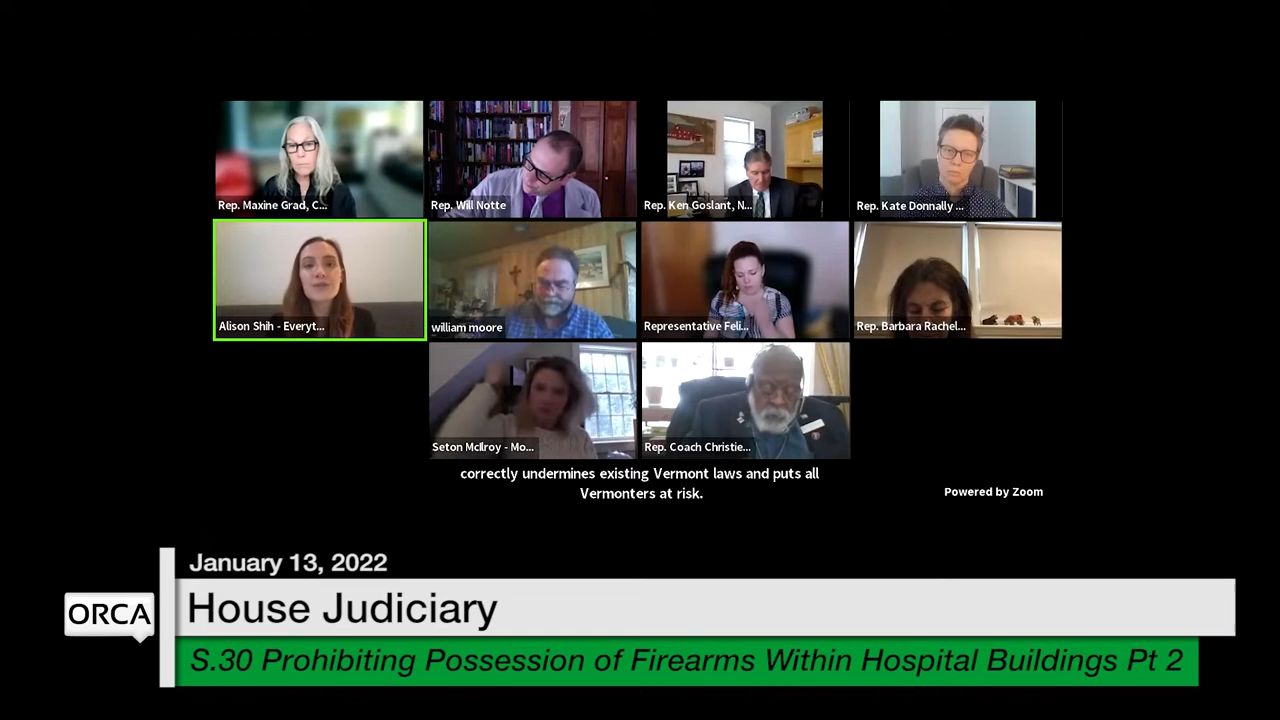 Rep. Maxine Grad, C...
Rep. Will Notte
Rep. Ken Goslant, N...
Rep. Kate Donnally ...
Alison Shih - Everyt...
william moore
Representative Feli...
Rep. Barbara Rachel...
Seton McIlroy - Mo...
Rep. Coach Christie...
correctly undermines existing Vermont laws and puts all
Vermonters at risk.
Powered by Zoom
January 13, 2022
ORCA
House Judiciary
S.30 Prohibiting Possession of Firearms Within Hospital Buildings Pt 2